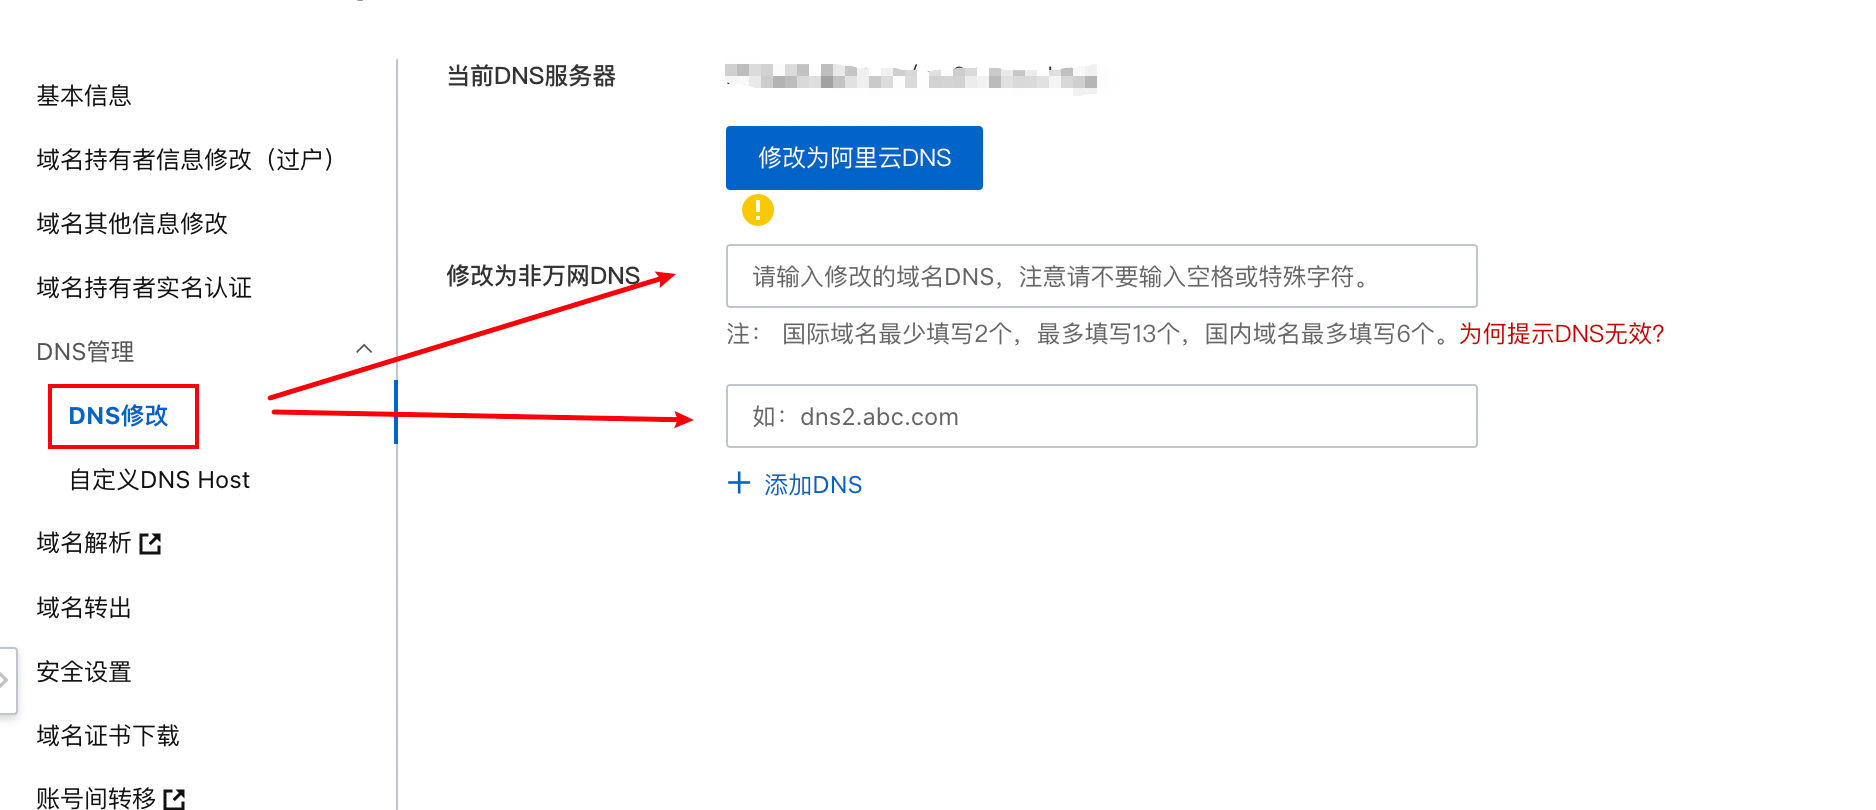 基本信息
域名持有者信息修改（过户）
域名其他信息修改
域名持有者实名认证
DNS管理
DNS修改
自定义DNS Host
域名解析
域名转出
安全设置
域名证书下载
账号间转移
当前DNS服务器
修改为阿里云DNS
修改为非万网DNS
请输入修改的域名DNS，注意请不要输入空格或特殊字符。
注： 国际域名最少填写2个，最多填写13个，国内域名最多填写6个。为何提示DNS无效?
如：dns2.abc.com
添加DNS